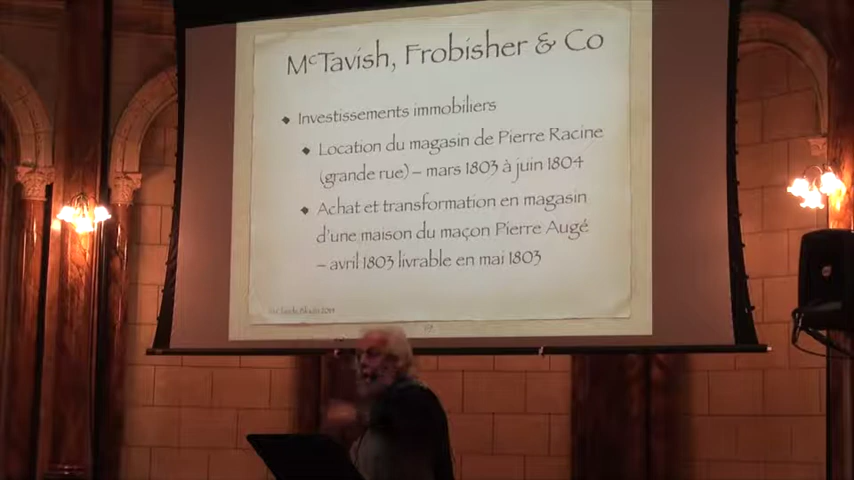 McTavish, Frobisher & Co
Investissements immobiliers
Location du magasin de Pierre Racine
(grande rue) – mars 1803 à juin 1804
Achat et transformation en magasin
d'une maison du maçon Pierre Augé
– avril 1803 livrable en mai 1803